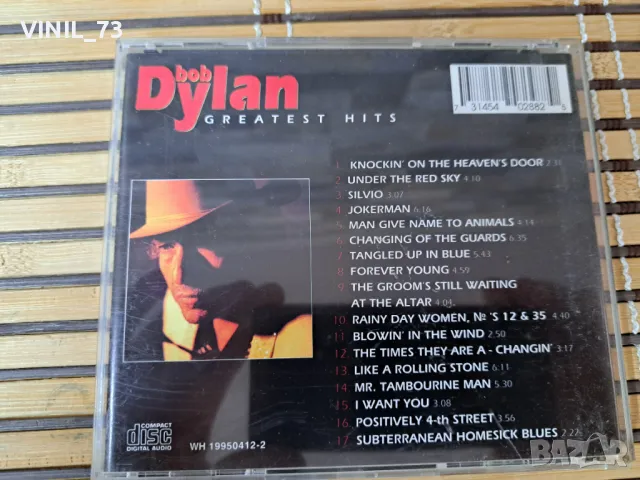 VINIL_73
bob
Dylan
GREATEST HITS
7 31454 02882 5
1. KNOCKIN' ON THE HEAVEN'S DOOR 2.31
2. UNDER THE RED SKY 4.10
3. SILVIO 3.07
4. JOKERMAN 6.16
5. MAN GIVE NAME TO ANIMALS 4.14
6. CHANGING OF THE GUARDS 6.35
7. TANGLED UP IN BLUE 5.43
8. FOREVER YOUNG 4.59
9. THE GROOM'S STILL WAITING
AT THE ALTAR 4.04
10. RAINY DAY WOMEN, № 'S 12 & 35 4.40
11. BLOWIN' IN THE WIND 2.50
12. THE TIMES THEY ARE A - CHANGIN' 3.17
13. LIKE A ROLLING STONE 6:11
14. MR. TAMBOURINE MAN 5.30
15. I WANT YOU 3.08
16. POSITIVELY 4-th STREET 3.56
17. SUBTERRANEAN HOMESICK BLUES 2.22
COMPACT
disc
DIGITAL AUDIO
WH 19950412-2
BAZAR